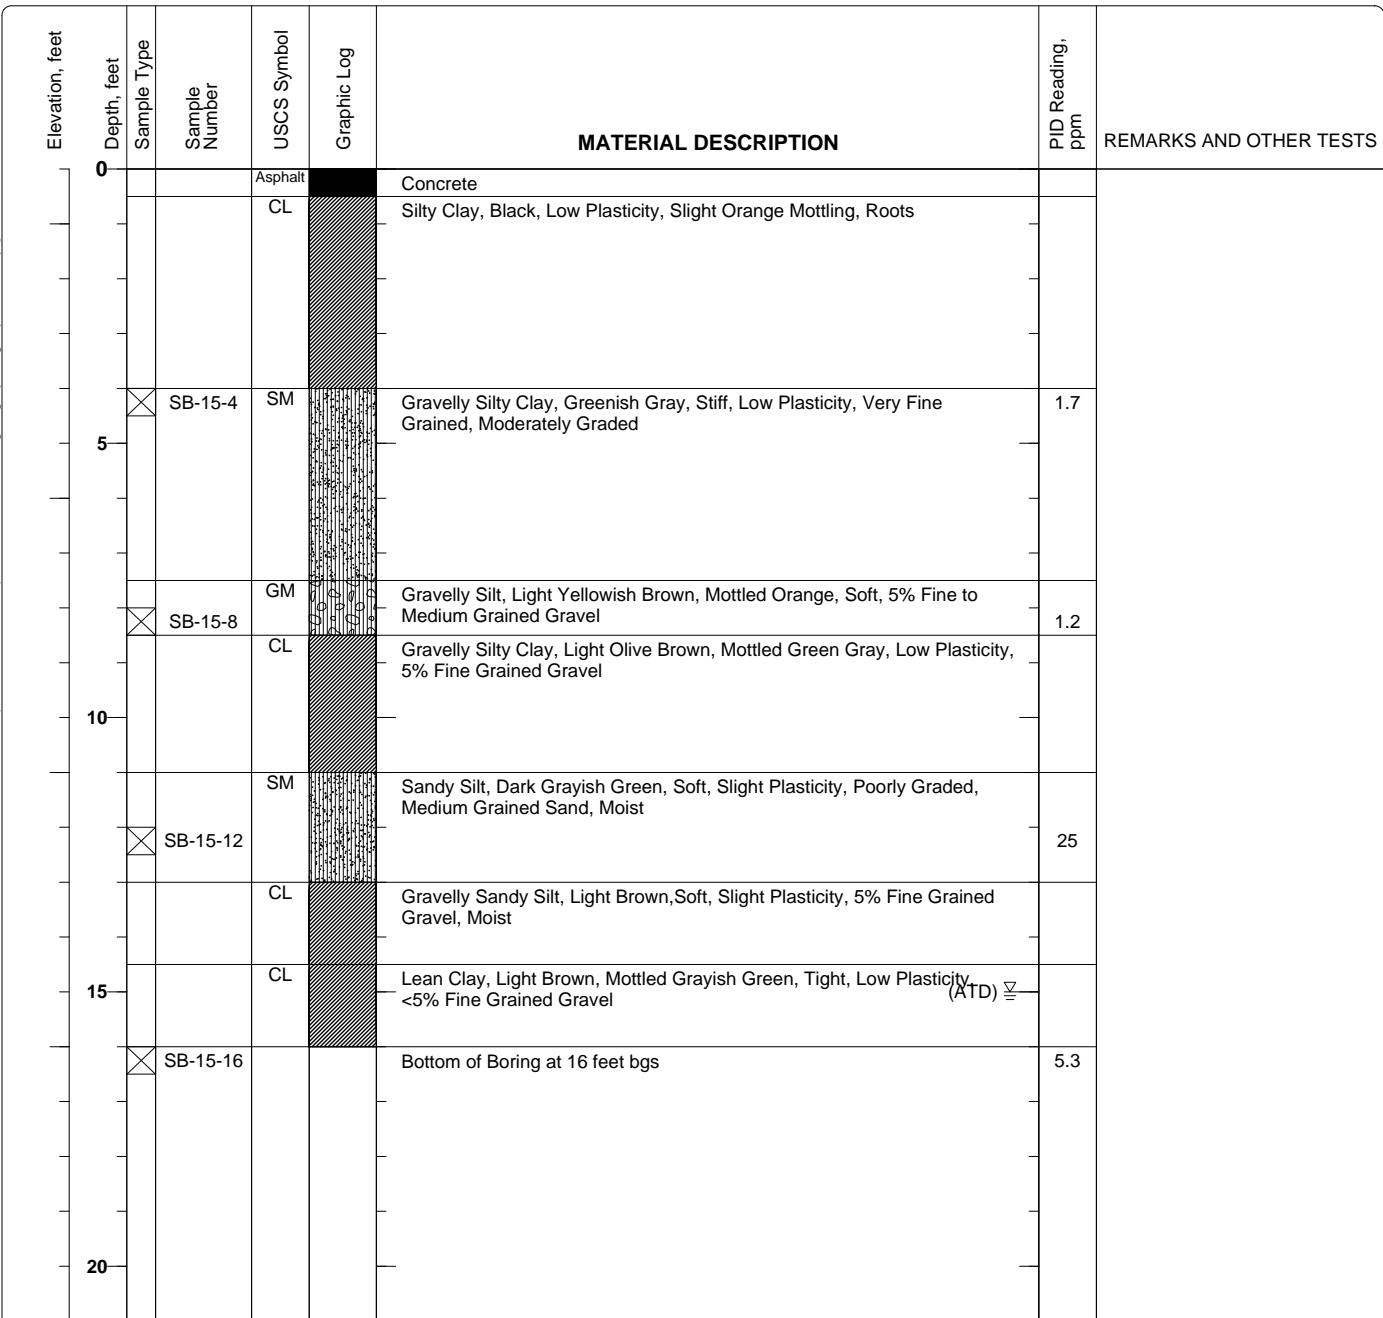 Elevation, feet
Depth, feet
Sample Type
Sample
Number
USCS Symbol
Graphic Log
MATERIAL DESCRIPTION
PID Reading,
ppm
REMARKS AND OTHER TESTS
0
Asphalt
Concrete
CL
Silty Clay, Black, Low Plasticity, Slight Orange Mottling, Roots
SB-15-4
SM
Gravelly Silty Clay, Greenish Gray, Stiff, Low Plasticity, Very Fine
Grained, Moderately Graded
1.7
5
GM
Gravelly Silt, Light Yellowish Brown, Mottled Orange, Soft, 5% Fine to
Medium Grained Gravel
SB-15-8
1.2
CL
Gravelly Silty Clay, Light Olive Brown, Mottled Green Gray, Low Plasticity,
5% Fine Grained Gravel
10
SM
Sandy Silt, Dark Grayish Green, Soft, Slight Plasticity, Poorly Graded,
Medium Grained Sand, Moist
SB-15-12
25
CL
Gravelly Sandy Silt, Light Brown,Soft, Slight Plasticity, 5% Fine Grained
Gravel, Moist
CL
Lean Clay, Light Brown, Mottled Grayish Green, Tight, Low Plasticity,
<5% Fine Grained Gravel
(ATD)
15
SB-15-16
Bottom of Boring at 16 feet bgs
5.3
20